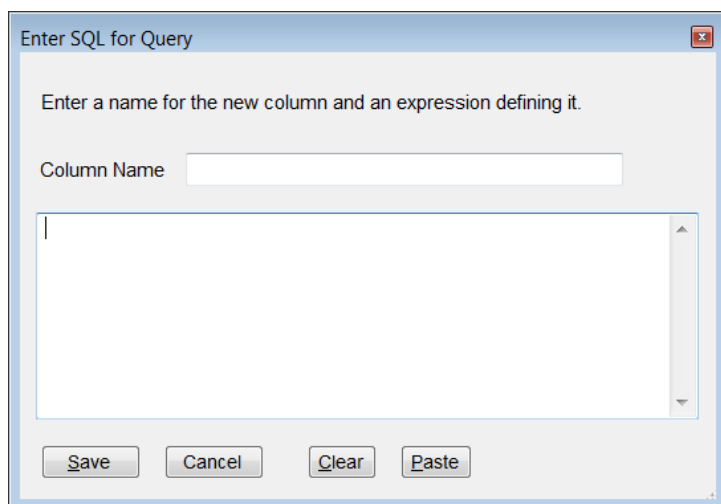 Enter SQL for Query
Enter a name for the new column and an expression defining it.
Column Name
Save Cancel Clear Paste